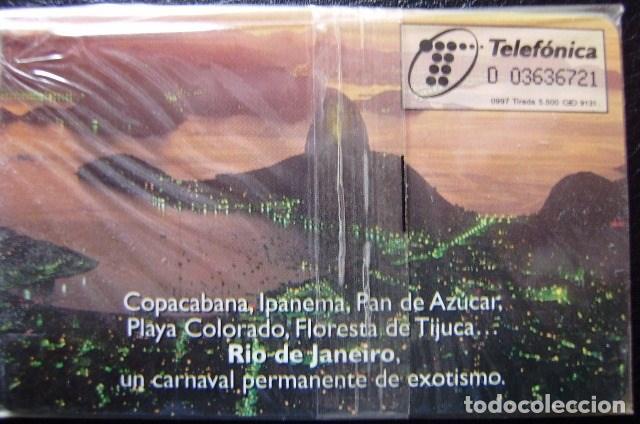 Telefónica
D 03636721
0997 Tirada 5.500 GEO 9131
Copacabana, Ipanema, Pan de Azúcar,
Playa Colorado, Floresta de Tijuca...
Rio de Janeiro,
un carnaval permanente de exotismo.
todocoleccion